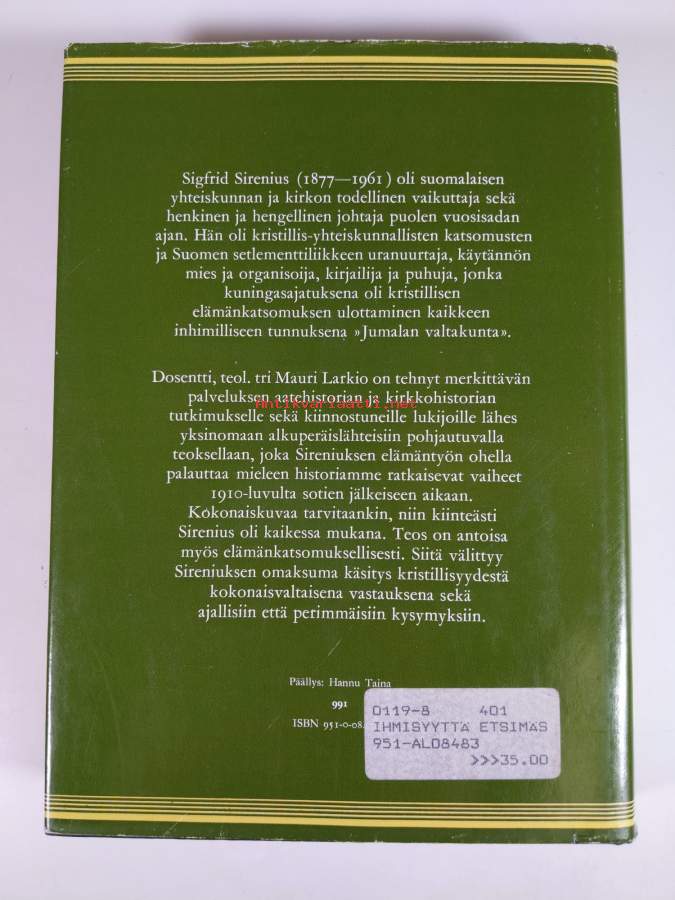 Sigfrid Sirenius (1877—1961) oli suomalaisen
yhteiskunnan ja kirkon todellinen vaikuttaja sekä
henkinen ja hengellinen johtaja puolen vuosisadan
ajan. Hän oli kristillis-yhteiskunnallisten katsomusten
ja Suomen setlementtiliikkeen uranuurtaja, käytännön
mies ja organisoija, kirjailija ja puhuja, jonka
kuningasajatuksena oli kristillisen
elämänkatsomuksen ulottaminen kaikkeen
inhimilliseen tunnuksena »Jumalan valtakunta».
Dosentti, teol. tri Mauri Larkio on tehnyt merkittävän
palveluksen aatehistorian ja kirkkohistorian
Antikvariaatti.net
tutkimukselle sekä kiinnostuneille lukijoille lähes
yksinomaan alkuperäislähteisiin pohjautuvalla
teoksellaan, joka Sireniuksen elämäntyön ohella
palauttaa mieleen historiamme ratkaisevat vaiheet
1910-luvulta sotien jälkeiseen aikaan.
Kokonaiskuvaa tarvitaankin, niin kiinteästi
Sirenius oli kaikessa mukana. Teos on antoisa
myös elämänkatsomuksellisesti. Siitä välittyy
Sireniuksen omaksuma käsitys kristillisyydestä
kokonaisvaltaisena vastauksena sekä
ajallisiin että perimmäisiin kysymyksiin.
Päällys: Hannu Taina
991
ISBN 951-0-08
0119-8 401
IHMISYYTTÄ ETSIMÄS
951-AL08483
>>>35.00